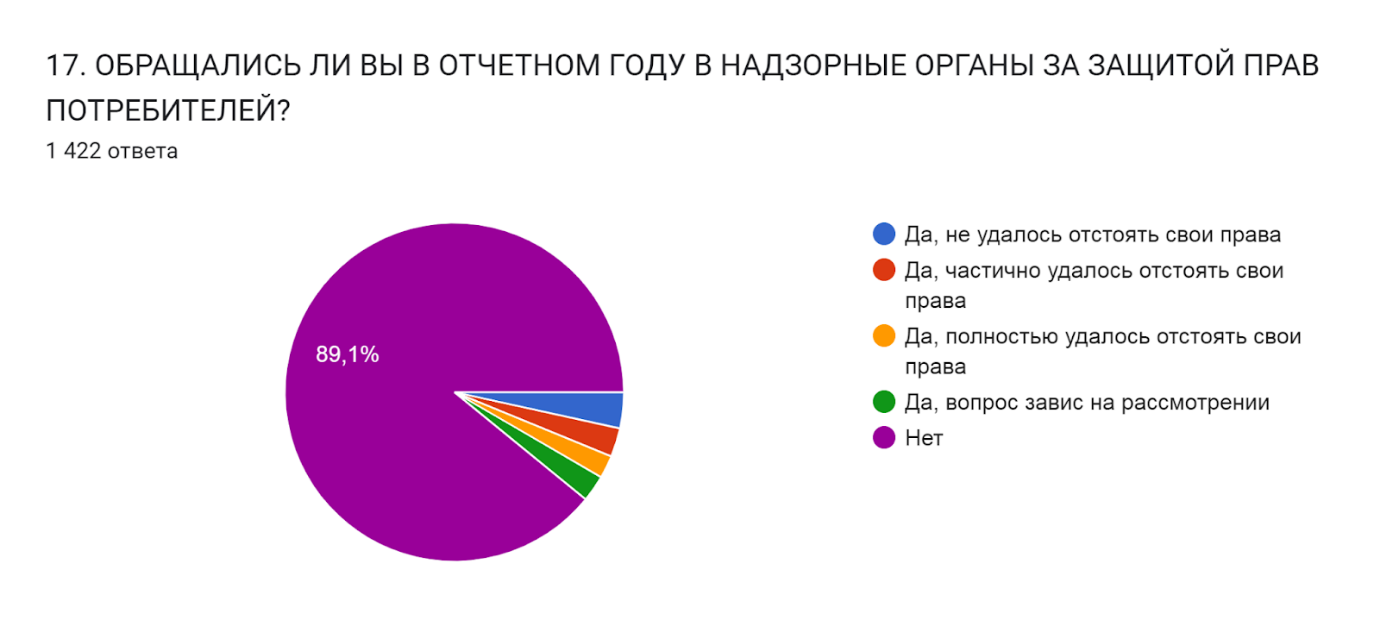 17. ОБРАЩАЛИСЬ ЛИ ВЫ В ОТЧЕТНОМ ГОДУ В НАДЗОРНЫЕ ОРГАНЫ ЗА ЗАЩИТОЙ ПРАВ
ПОТРЕБИТЕЛЕЙ?
1 422 ответа
89,1%
Да, не удалось отстоять свои права
Да, частично удалось отстоять свои
права
Да, полностью удалось отстоять свои
права
Да, вопрос завис на рассмотрении
Нет